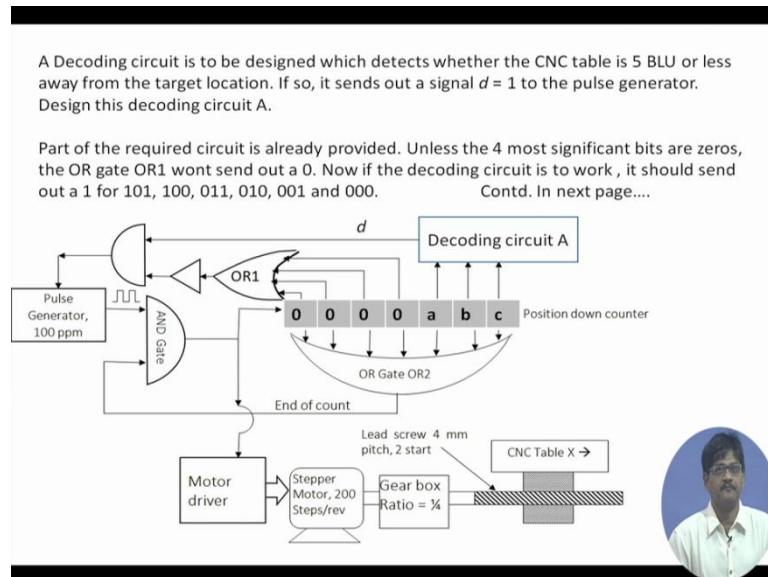 A Decoding circuit is to be designed which detects whether the CNC table is 5 BLU or less
away from the target location. If so, it sends out a signal d = 1 to the pulse generator.
Design this decoding circuit A.
Part of the required circuit is already provided. Unless the 4 most significant bits are zeros,
the OR gate OR1 wont send out a 0. Now if the decoding circuit is to work , it should send
out a 1 for 101, 100, 011, 010, 001 and 000. Contd. In next page....
d
Decoding circuit A
OR1
Pulse
Generator,
100 ppm
AND Gate
0 0 0 0 a b c
Position down counter
OR Gate OR2
End of count
Lead screw 4 mm
pitch, 2 start
CNC Table X →
Motor
driver
Stepper
Motor, 200
Steps/rev
Gear box
Ratio = ¼